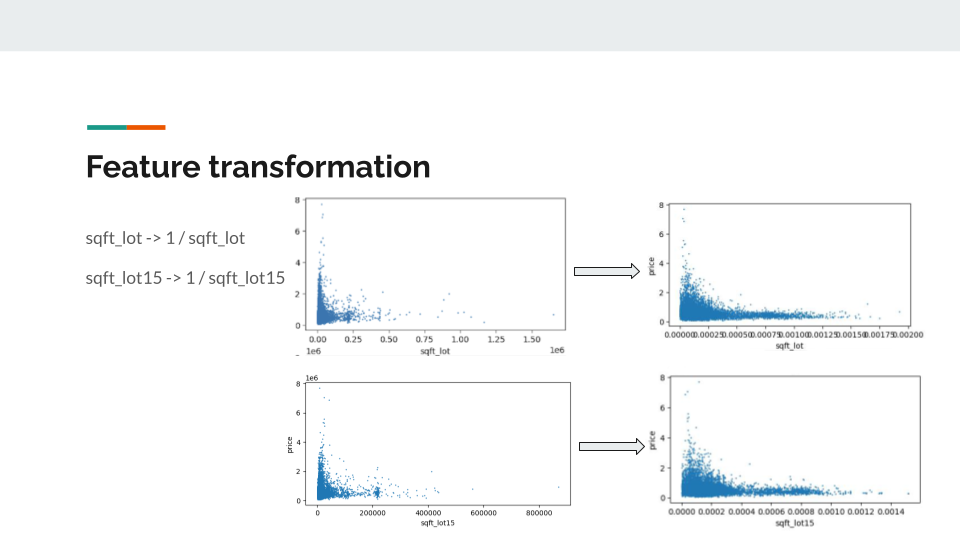 Feature transformation
sqft_lot -> 1 / sqft_lot
sqft_lot15 -> 1 / sqft_lot15
8
6
4
2
0
0.00 0.25 0.50 0.75 1.00 1.25 1.50
1e6 sqft_lot 1e6
8
6
4
2
0
price
0.00000 0.00025 0.00050 0.00075 0.00100 0.00125 0.00150 0.00175 0.00200
sqft_lot
1e6
8
6
4
2
0
price
0 200000 400000 600000 800000
sqft_lot15
8
6
4
2
0
price
0.0000 0.0002 0.0004 0.0006 0.0008 0.0010 0.0012 0.0014
sqft_lot15